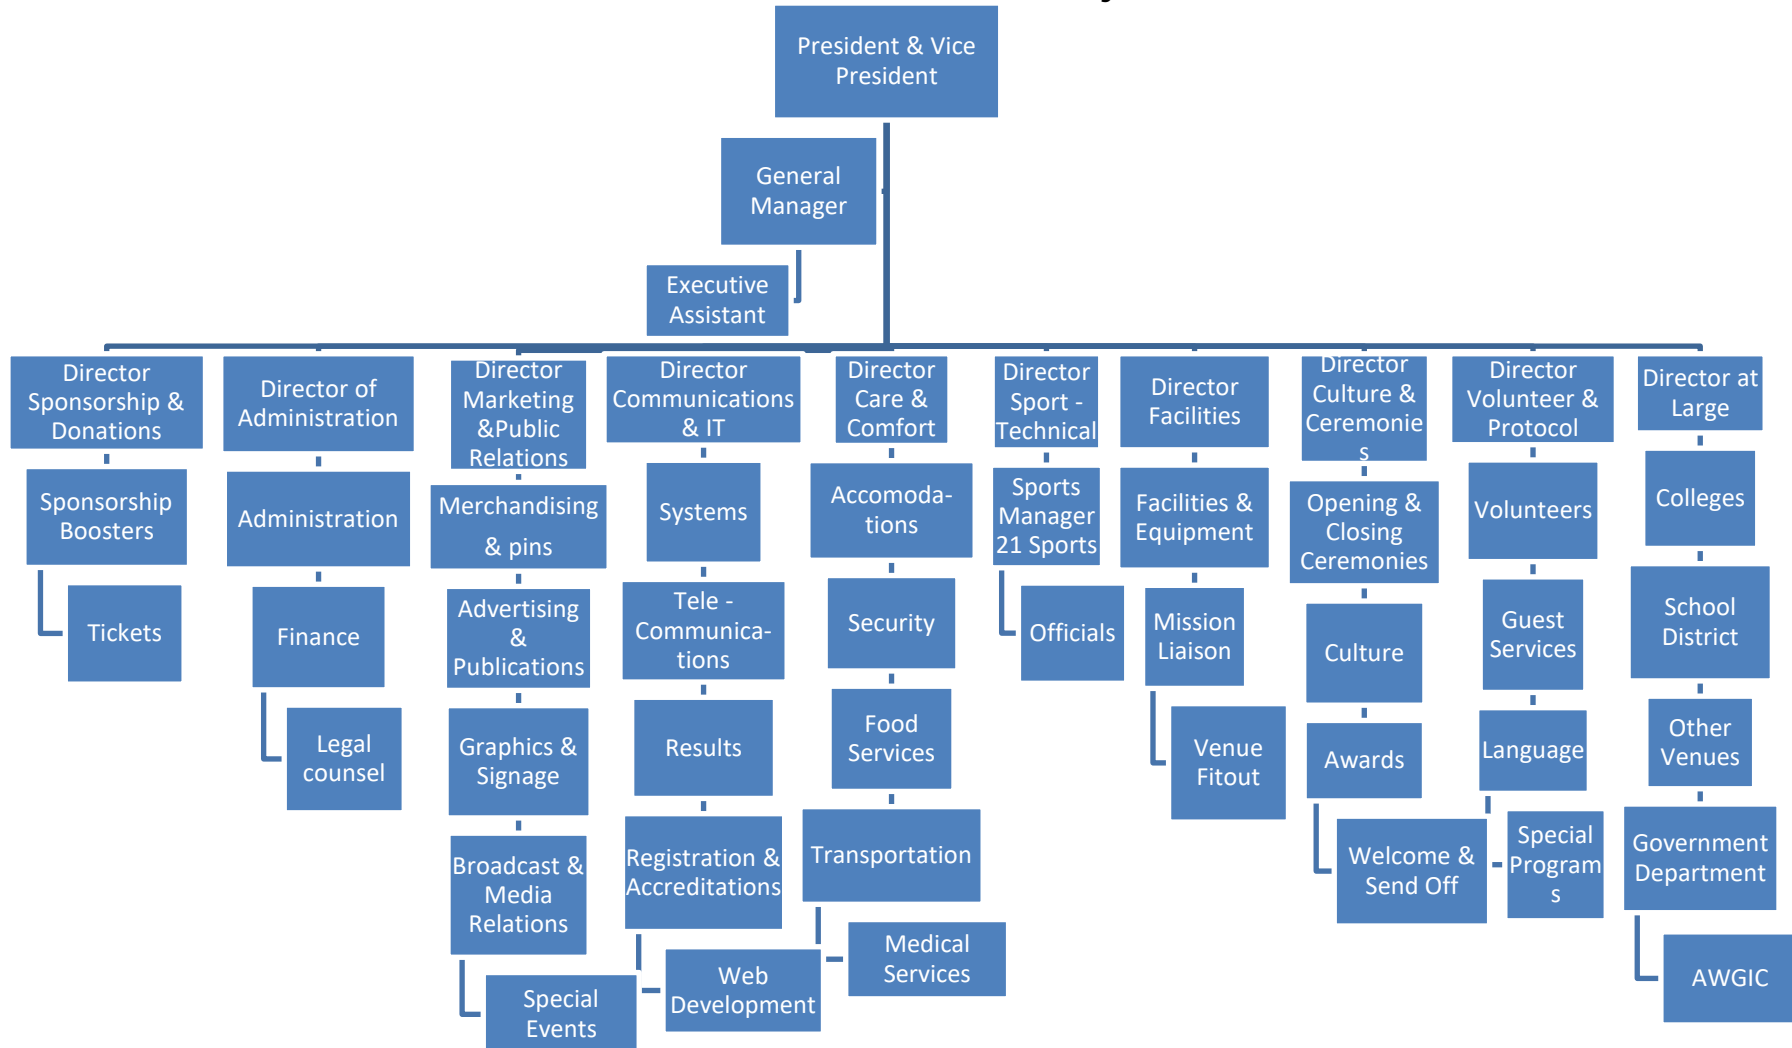 President & Vice
President
General
Manager
Executive
Assistant
Director
Sponsorship &
Donations
Director of
Administration
Director
Marketing
&Public
Relations
Director
Communications
& IT
Director
Care &
Comfort
Director
Sport -
Technical
Director
Facilities
Director
Culture &
Ceremonie
s
Director
Volunteer &
Protocol
Director at
Large
Sponsorship
Boosters
Administration
Merchandising
& pins
Systems
Accomoda-
tions
Sports
Manager
21 Sports
Facilities &
Equipment
Opening &
Closing
Ceremonies
Volunteers
Colleges
Tickets
Finance
Advertising
&
Publications
Tele -
Communica-
tions
Security
Officials
Mission
Liaison
Culture
Guest
Services
School
District
Legal
counsel
Graphics &
Signage
Results
Food
Services
Venue
Fitout
Awards
Language
Other
Venues
Broadcast &
Media
Relations
Registration &
Accreditations
Transportation
Welcome &
Send Off
Special
Program
s
Government
Department
Special
Events
Web
Development
Medical
Services
AWGIC